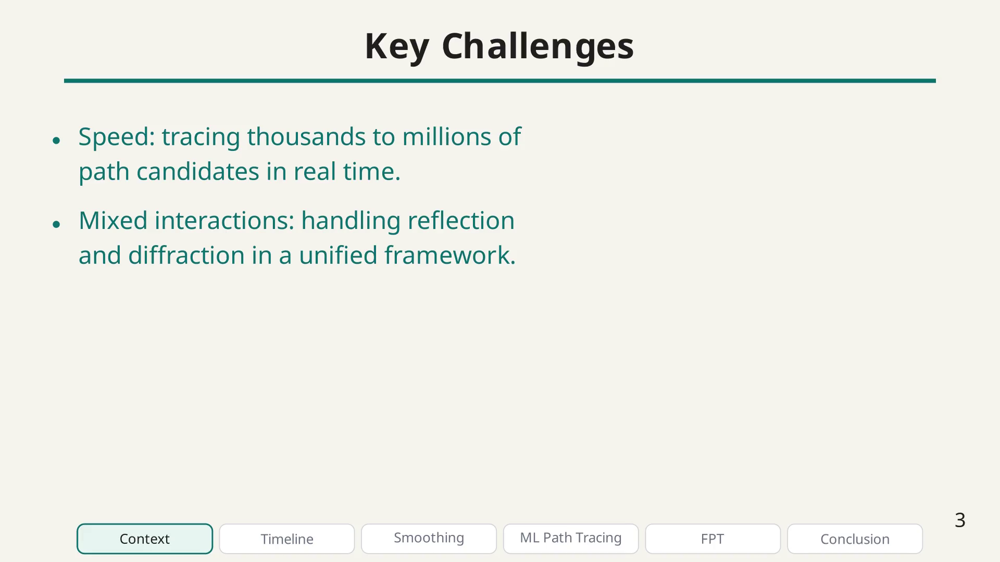 Key Challenges
• Speed: tracing thousands to millions of
path candidates in real time.
• Mixed interactions: handling reflection
and diffraction in a unified framework.
3
Context
Timeline
Smoothing
ML Path Tracing
FPT
Conclusion